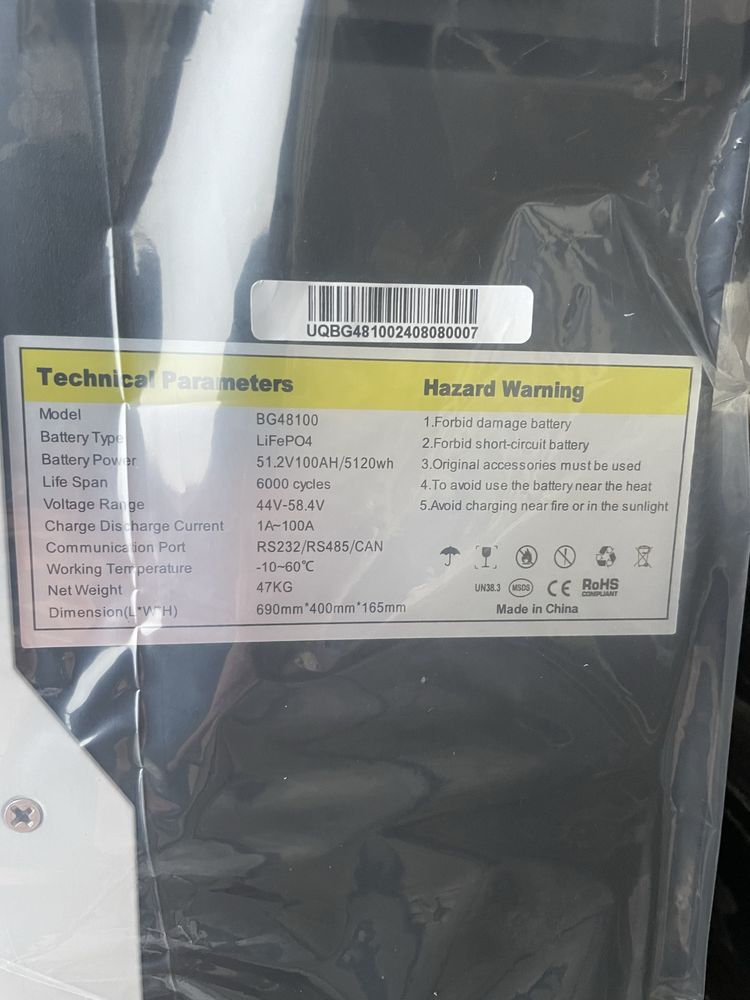 UQBG481002408080007
Technical Parameters
Model BG48100
Battery Type LiFePO4
Battery Power 51.2V100AH/5120wh
Life Span 6000 cycles
Voltage Range 44V-58.4V
Charge Discharge Current 1A~100A
Communication Port RS232/RS485/CAN
Working Temperature -10~60℃
Net Weight 47KG
Dimension(L*W*H) 690mm*400mm*165mm
Hazard Warning
1.Forbid damage battery
2.Forbid short-circuit battery
3.Original accessories must be used
4.To avoid use the battery near the heat
5.Avoid charging near fire or in the sunlight
UN38.3 MSDS CE RoHS
COMPLIANT
Made in China